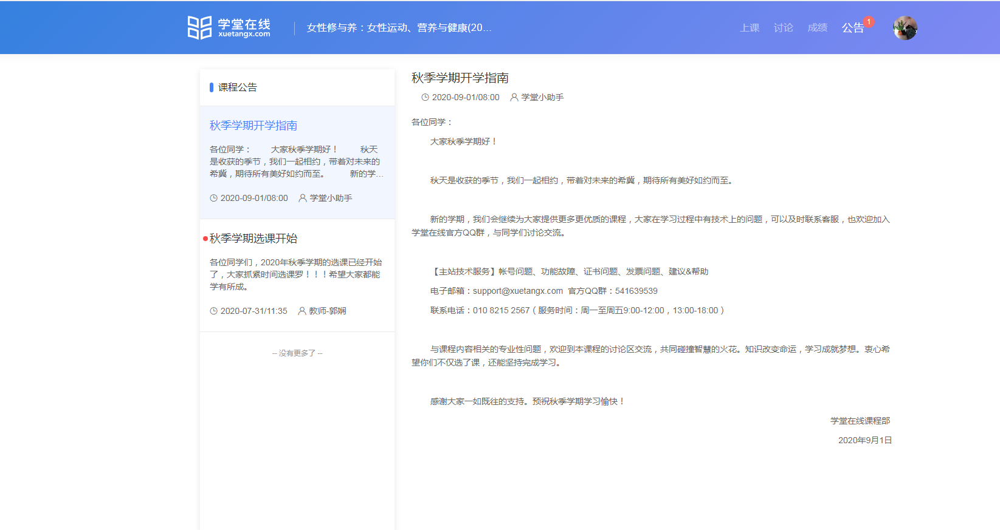 学堂在线
xuetangx.com
女性修与养：女性运动、营养与健康(20...
上课
讨论
成绩
公告
1
课程公告
秋季学期开学指南
各位同学： 大家秋季学期好！ 秋天
是收获的季节，我们一起相约，带着对未来的
希冀，期待所有美好如约而至。 新的学...
2020-09-01/08:00 学堂小助手
秋季学期选课开始
各位同学们，2020年秋季学期的选课已经开始
了，大家抓紧时间选课罗！！！希望大家都能
学有所成。
2020-07-31/11:35 教师-郭娴
-- 没有更多了 --
秋季学期开学指南
2020-09-01/08:00 学堂小助手
各位同学：
大家秋季学期好！
秋天是收获的季节，我们一起相约，带着对未来的希冀，期待所有美好如约而至。
新的学期，我们会继续为大家提供更多更优质的课程，大家在学习过程中有技术上的问题，可以及时联系客服，也欢迎加入
学堂在线官方QQ群，与同学们讨论交流。
【主站技术服务】帐号问题、功能故障、证书问题、发票问题、建议&帮助
电子邮箱：support@xuetangx.com 官方QQ群：541639539
联系电话：010 8215 2567（服务时间：周一至周五9:00-12:00，13:00-18:00）
与课程内容相关的专业性问题，欢迎到本课程的讨论区交流，共同碰撞智慧的火花。知识改变命运，学习成就梦想。衷心希
望你们不仅选了课，还能坚持完成学习。
感谢大家一如既往的支持。预祝秋季学期学习愉快！
学堂在线课程部
2020年9月1日